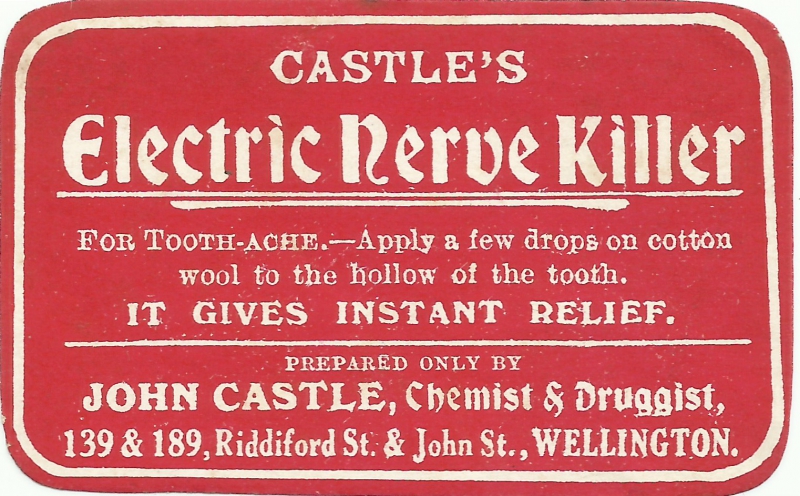 CASTLE'S
Electric Nerve Killer
FOR TOOTH-ACHE.—Apply a few drops on cotton
wool to the hollow of the tooth.
IT GIVES INSTANT RELIEF.
PREPARED ONLY BY
JOHN CASTLE, Chemist & Druggist,
139 & 189, Riddiford St. & John St., WELLINGTON.